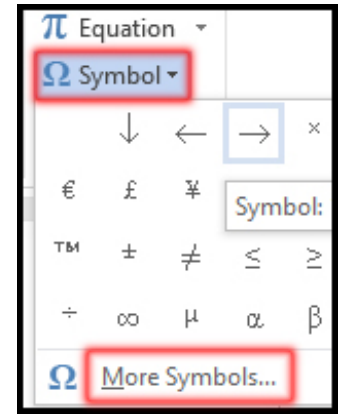 π Equation
Ω Symbol
↓ ← → ×
€ £ ¥ Symbol:
™ ± ≠ ≤ ≥
÷ ∞ µ α β
Ω More Symbols...